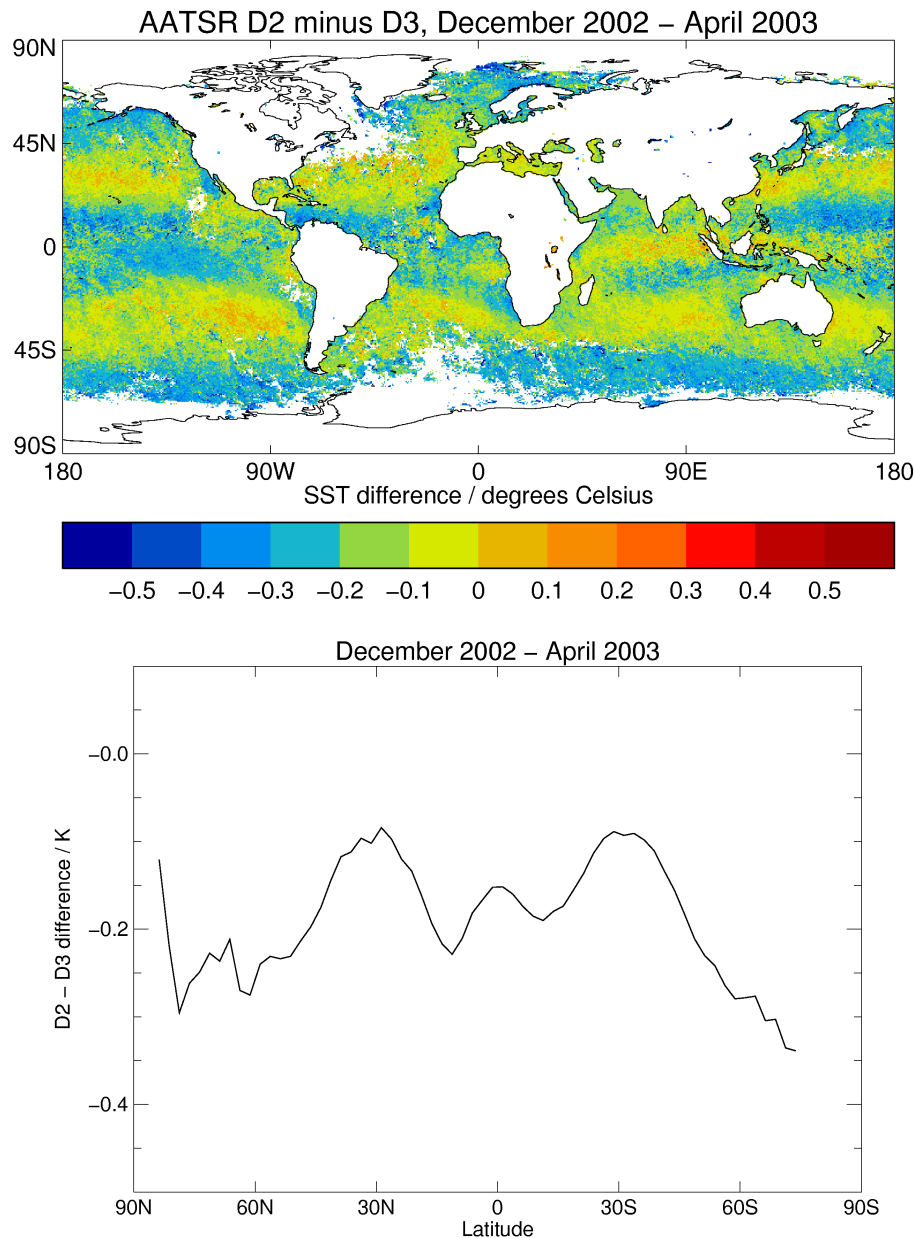 AATSR D2 minus D3, December 2002 − April 2003
90N
45N
0
45S
90S
180 90W 0 90E 180
SST difference / degrees Celsius
−0.5 −0.4 −0.3 −0.2 −0.1 0 0.1 0.2 0.3 0.4 0.5
December 2002 − April 2003
−0.0
−0.2
−0.4
D2 − D3 difference / K
90N 60N 30N 0 30S 60S 90S
Latitude